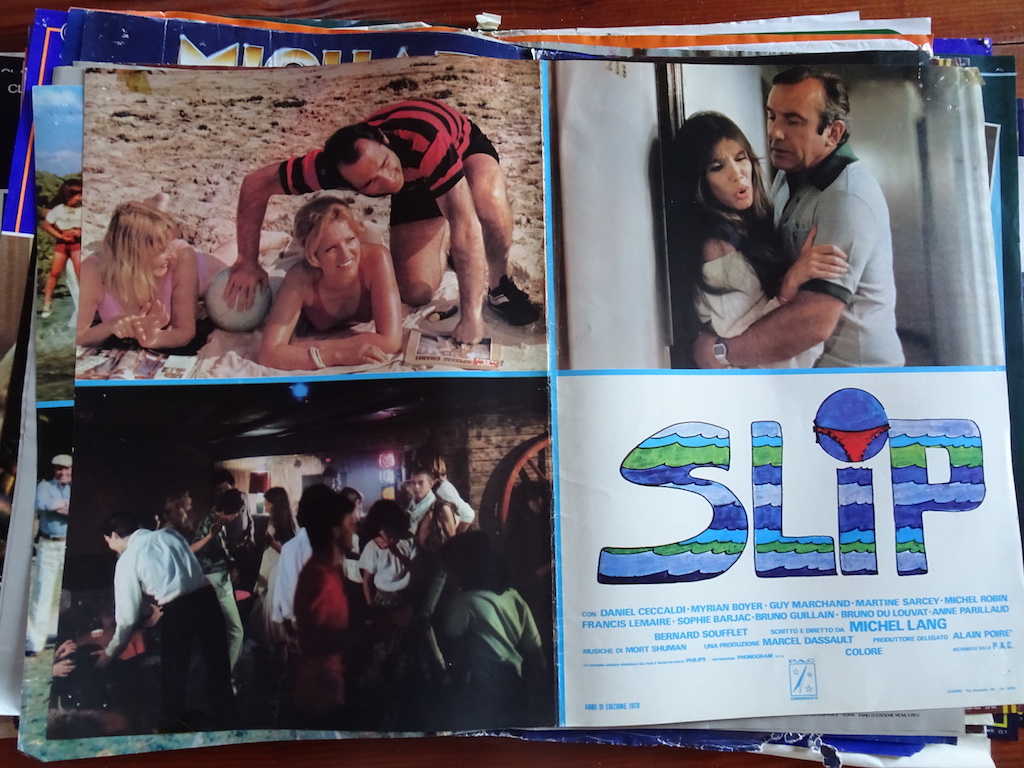 SLiP
CON DANIEL CECCALDI · MYRIAN BOYER · GUY MARCHAND · MARTINE SARCEY · MICHEL ROBIN
FRANCIS LEMAIRE · SOPHIE BARJAC · BRUNO GUILLAIN · BRUNO DU LOUVAT · ANNE PARILLAUD
BERNARD SOUFFLET SCRITTO E DIRETTO DA MICHEL LANG
MUSICHE DI MORT SHUMAN UNA PRODUZIONE MARCEL DASSAULT PRODUTTORE DELEGATO ALAIN POIRE'
COLORE DISTRIBUITO DALLA P.A.C.
PHILIPS PHONOGRAM
P.A.C.
ANNO DI EDIZIONE 1979